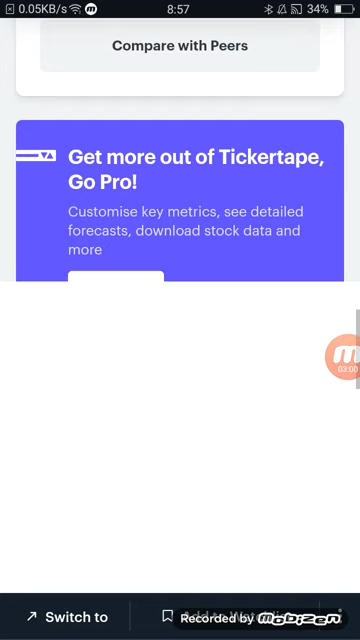 0.05KB/s 8:57 34%
Compare with Peers
Get more out of Tickertape,
Go Pro!
Customise key metrics, see detailed
forecasts, download stock data and
more
03:00
Switch to
Recorded by MOBIZEN